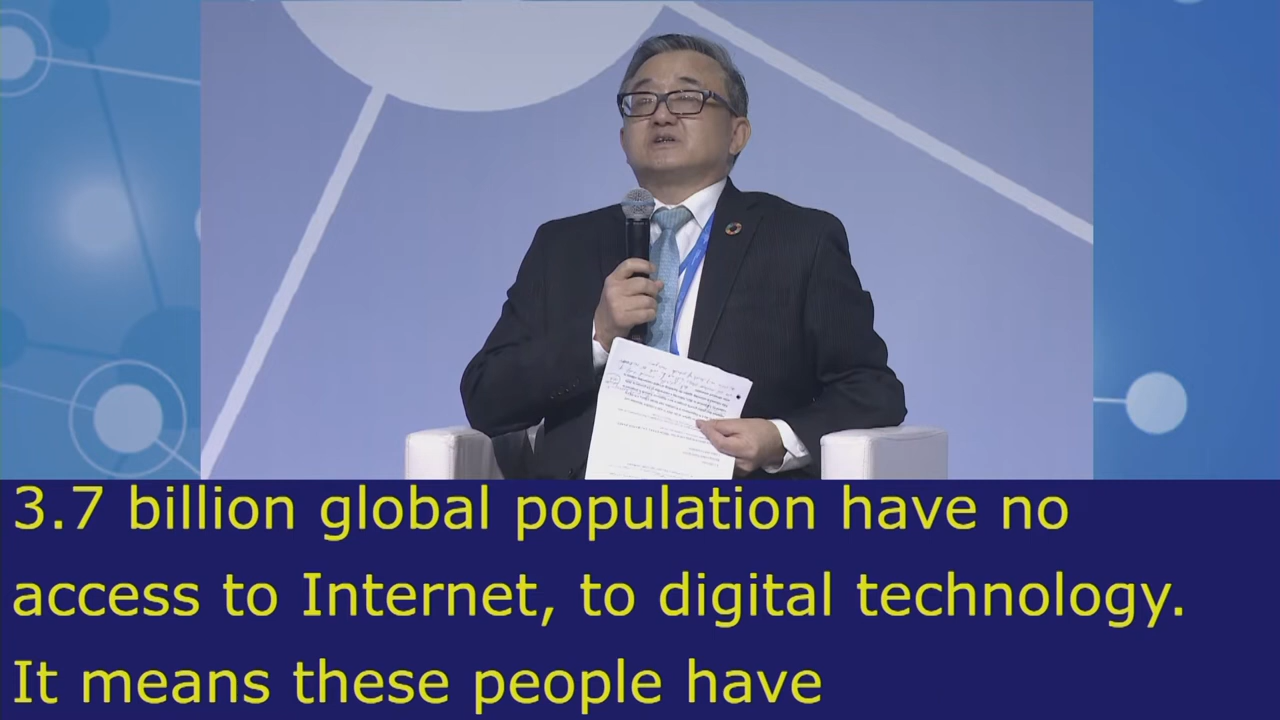 3.7 billion global population have no
access to Internet, to digital technology.
It means these people have